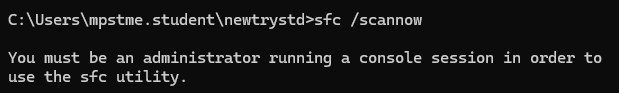 C:\Users\mpstme.student\newtrystd>sfc /scannow
You must be an administrator running a console session in order to
use the sfc utility.